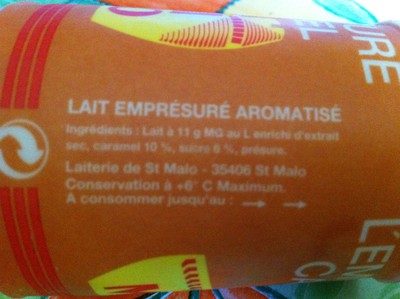 LAIT EMPRÉSURÉ AROMATISÉ
Ingrédients : Lait à 11 g MG au L enrichi d'extrait
sec, caramel 10 %, sucre 6 %, présure.
Laiterie de St Malo - 35406 St Malo
Conservation à +6° C Maximum.
A consommer jusqu'au : → →